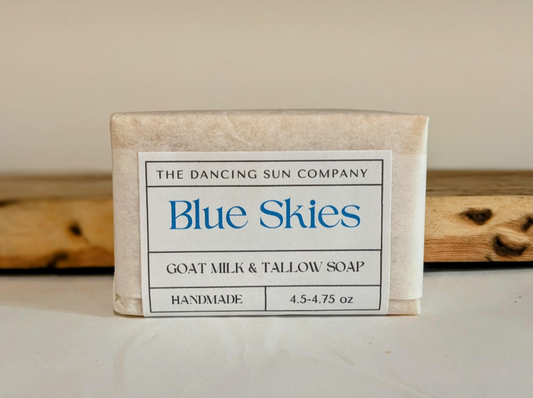 THE DANCING SUN COMPANY
Blue Skies
GOAT MILK & TALLOW SOAP
HANDMADE 4.5-4.75 oz